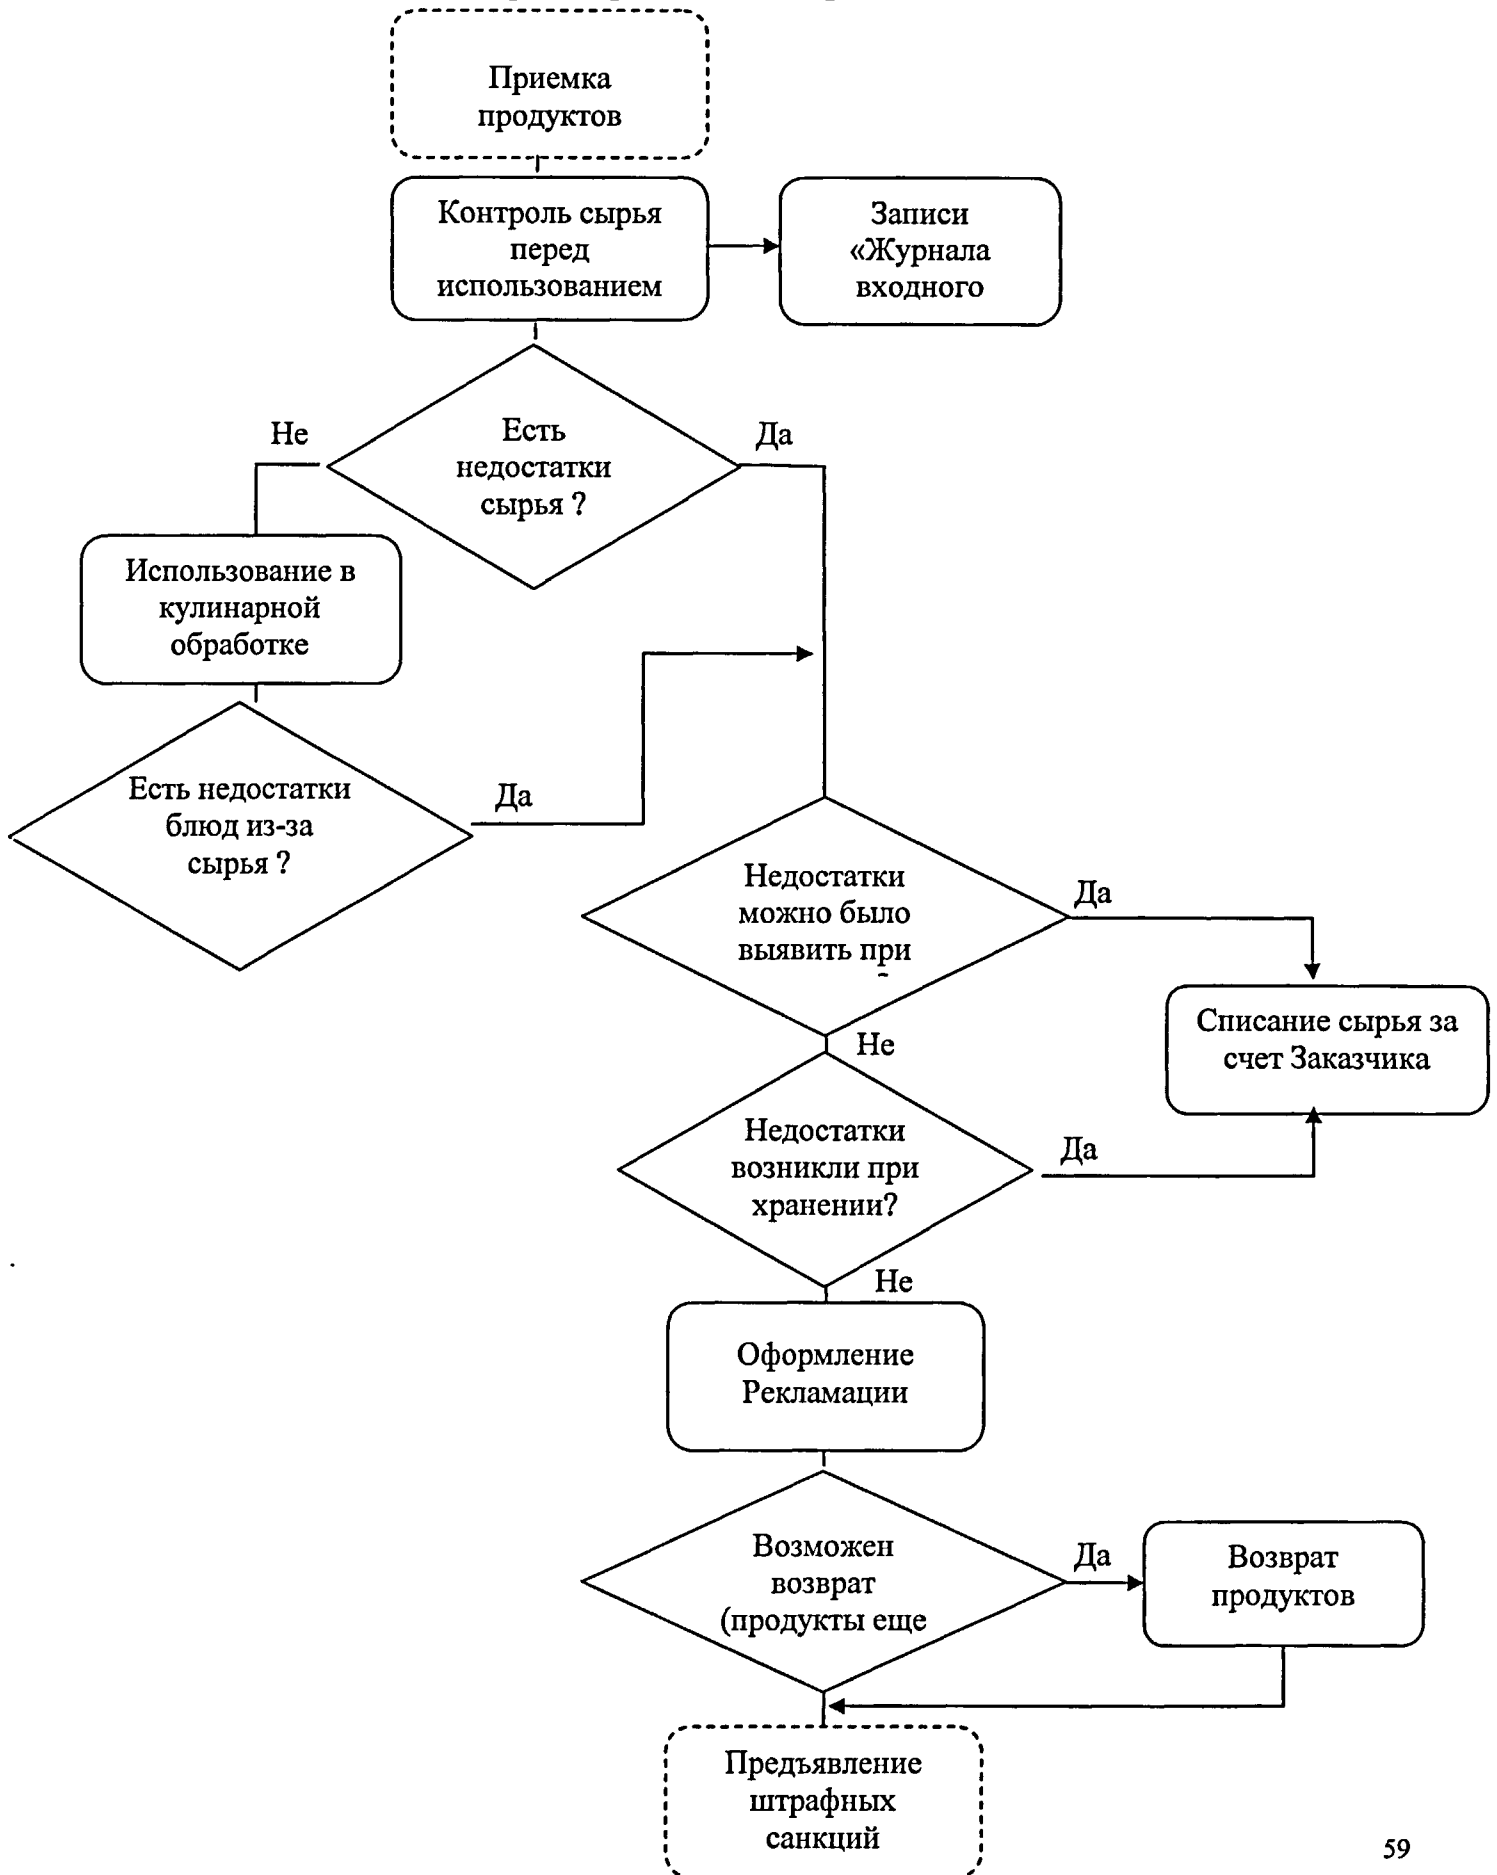 Приемка
продуктов
Контроль сырья
перед
использованием
Записи
«Журнала
входного
Есть
недостатки
сырья ?
Не
Да
Использование в
кулинарной
обработке
Есть недостатки
блюд из-за
сырья ?
Да
Недостатки
можно было
выявить при
Да
Списание сырья за
счет Заказчика
Не
Недостатки
возникли при
хранении?
Да
Не
Оформление
Рекламации
Возможен
возврат
(продукты еще
Да
Возврат
продуктов
Предъявление
штрафных
санкций
59